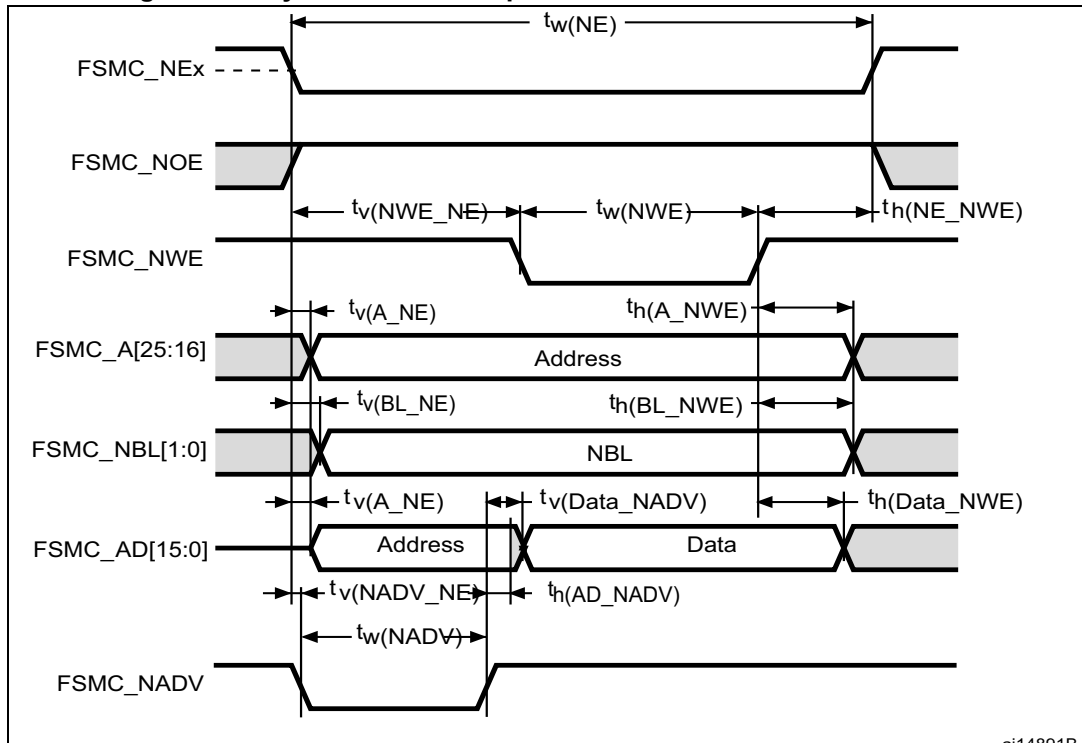 tw(NE)
FSMC_NEx
FSMC_NOE
tv(NWE_NE) tw(NWE) th(NE_NWE)
FSMC_NWE
tv(A_NE) th(A_NWE)
FSMC_A[25:16] Address
tv(BL_NE) th(BL_NWE)
FSMC_NBL[1:0] NBL
tv(A_NE) tv(Data_NADV) th(Data_NWE)
FSMC_AD[15:0] Address Data
tv(NADV_NE) th(AD_NADV)
tw(NADV)
FSMC_NADV